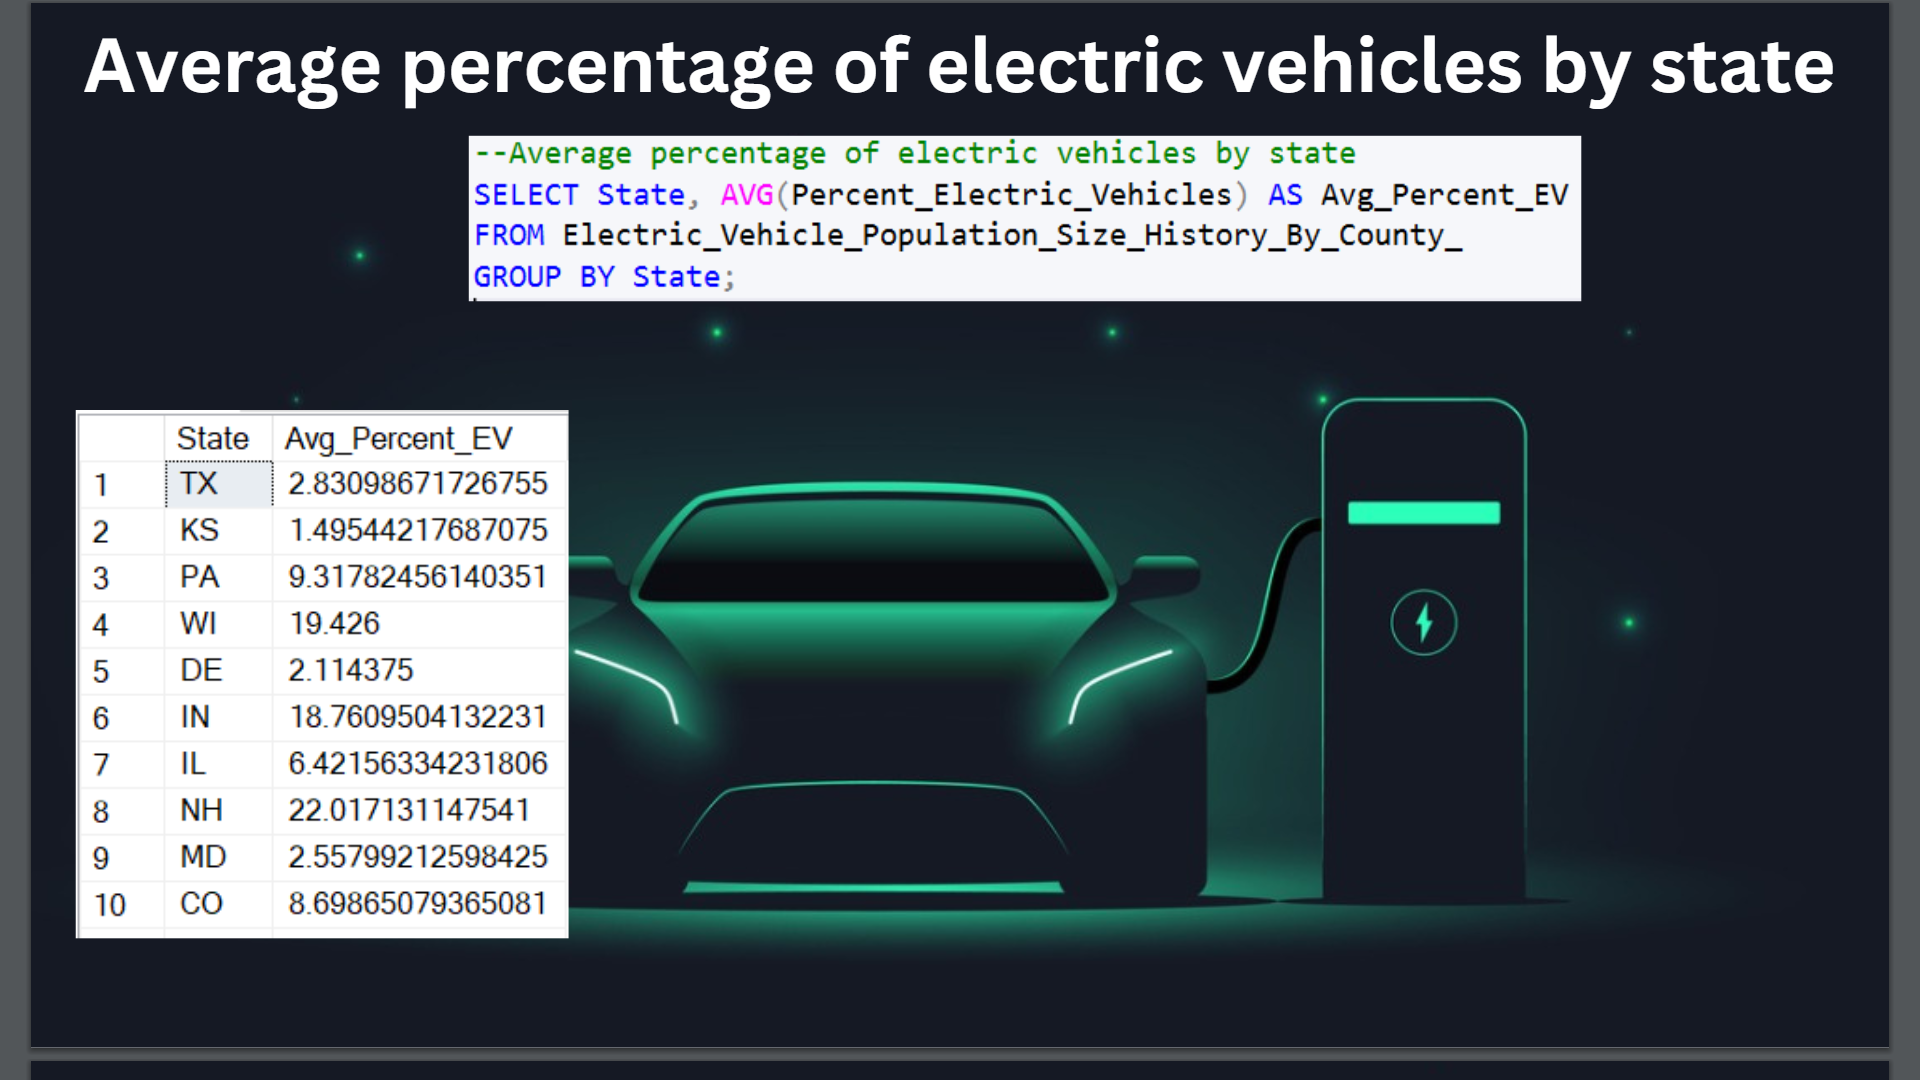 Average percentage of electric vehicles by state
--Average percentage of electric vehicles by state
SELECT State, AVG(Percent_Electric_Vehicles) AS Avg_Percent_EV
FROM Electric_Vehicle_Population_Size_History_By_County_
GROUP BY State;
State Avg_Percent_EV
1 TX 2.83098671726755
2 KS 1.49544217687075
3 PA 9.31782456140351
4 WI 19.426
5 DE 2.114375
6 IN 18.7609504132231
7 IL 6.42156334231806
8 NH 22.017131147541
9 MD 2.55799212598425
10 CO 8.69865079365081